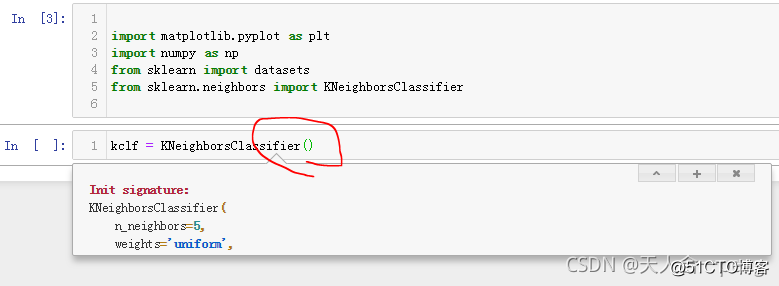 In [3]:
1
2 import matplotlib.pyplot as plt
3 import numpy as np
4 from sklearn import datasets
5 from sklearn.neighbors import KNeighborsClassifier
6
In [ ]:
1 kclf = KNeighborsClassifier()
Init signature:
KNeighborsClassifier(
n_neighbors=5,
weights='uniform',
CSDN @天人
@51CTO博客